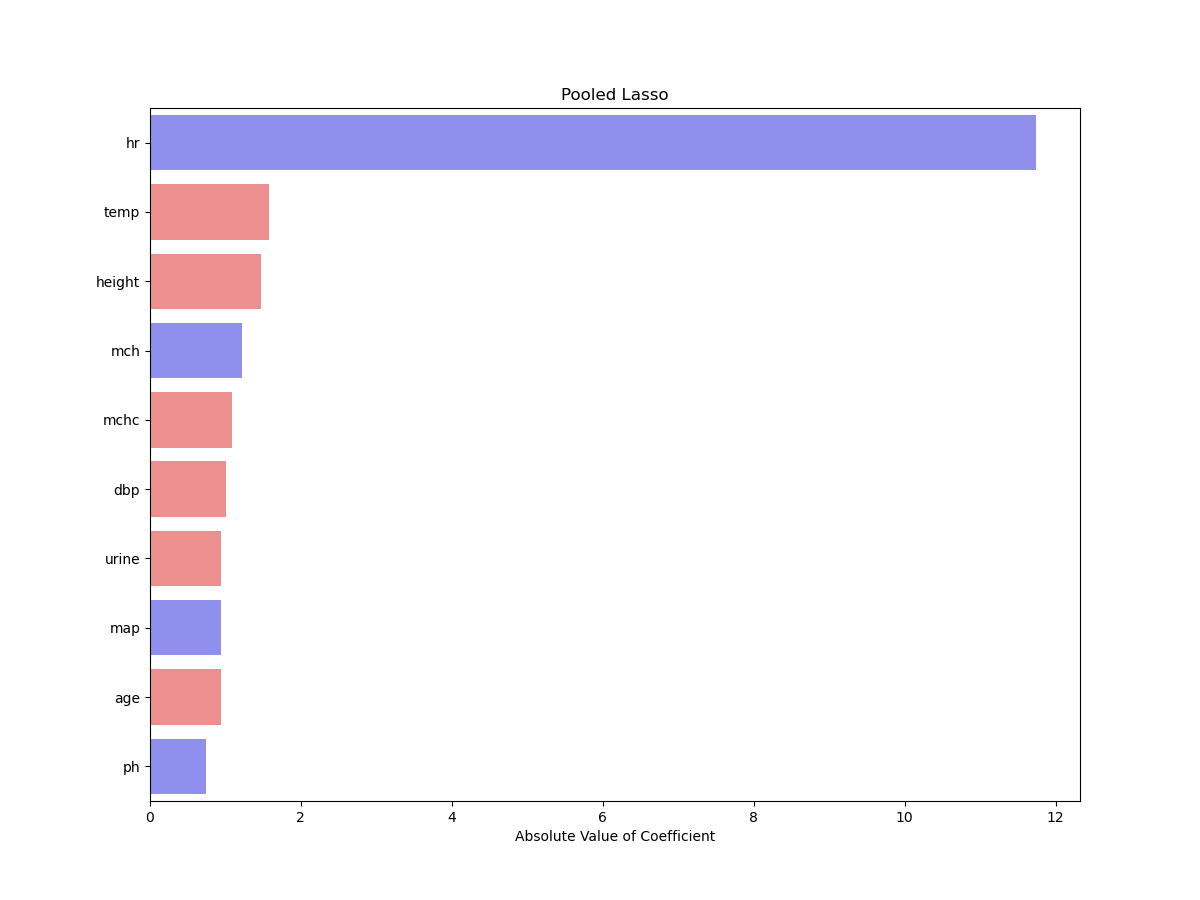 Pooled Lasso
hr
temp
height
mch
mchc
dbp
urine
map
age
ph
0 2 4 6 8 10 12
Absolute Value of Coefficient